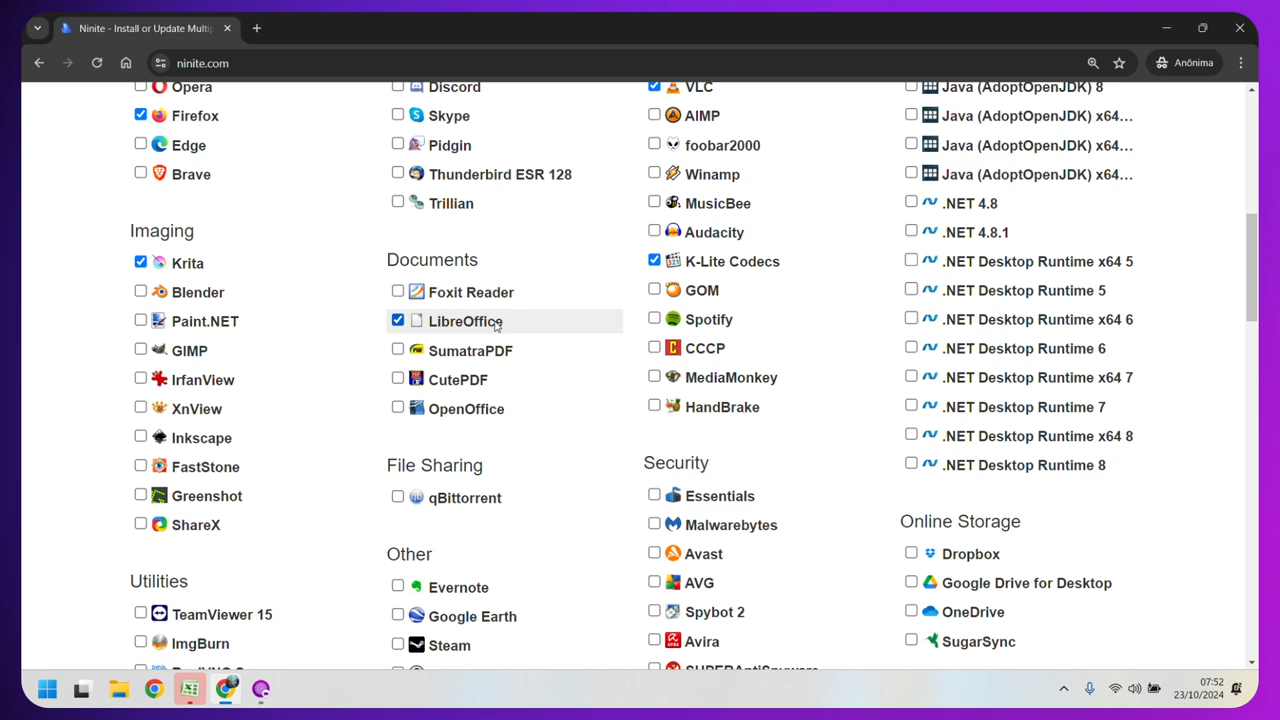 Ninite - Install or Update Multip
ninite.com
Anônima
Opera
Firefox
Edge
Brave
Imaging
Krita
Blender
Paint.NET
GIMP
IrfanView
XnView
Inkscape
FastStone
Greenshot
ShareX
Utilities
TeamViewer 15
ImgBurn
Discord
Skype
Pidgin
Thunderbird ESR 128
Trillian
Documents
Foxit Reader
LibreOffice
SumatraPDF
CutePDF
OpenOffice
File Sharing
qBittorrent
Other
Evernote
Google Earth
Steam
VLC
AIMP
foobar2000
Winamp
MusicBee
Audacity
K-Lite Codecs
GOM
Spotify
CCCP
MediaMonkey
HandBrake
Security
Essentials
Malwarebytes
Avast
AVG
Spybot 2
Avira
SUPERAntiSpyware
Java (AdoptOpenJDK) 8
Java (AdoptOpenJDK) x64...
Java (AdoptOpenJDK) x64...
Java (AdoptOpenJDK) x64...
.NET 4.8
.NET 4.8.1
.NET Desktop Runtime x64 5
.NET Desktop Runtime 5
.NET Desktop Runtime x64 6
.NET Desktop Runtime 6
.NET Desktop Runtime x64 7
.NET Desktop Runtime 7
.NET Desktop Runtime x64 8
.NET Desktop Runtime 8
Online Storage
Dropbox
Google Drive for Desktop
OneDrive
SugarSync
07:52
23/10/2024